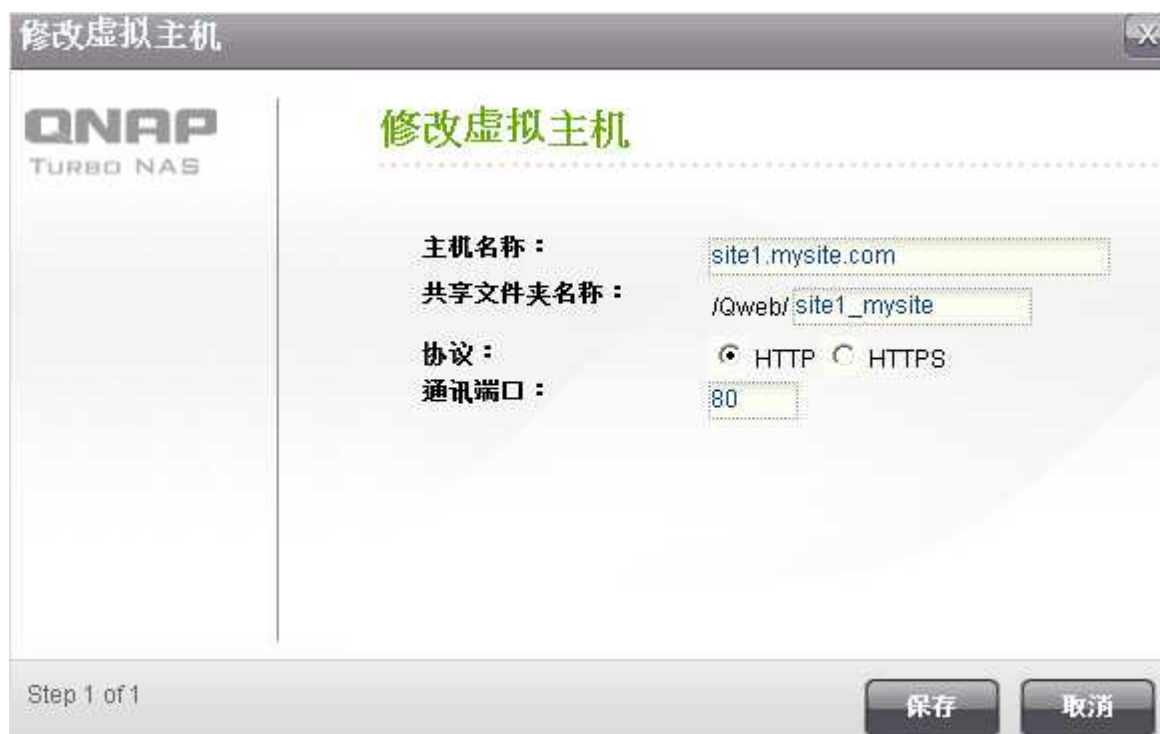 修改虚拟主机
X
QNAP
TURBO NAS
修改虚拟主机
主机名称： site1.mysite.com
共享文件夹名称： /Qweb/ site1_mysite
协议： HTTP HTTPS
通讯端口： 80
Step 1 of 1
保存 取消